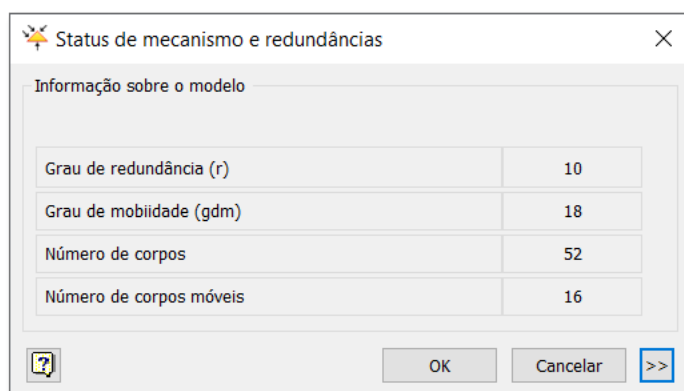 Status de mecanismo e redundâncias
Informação sobre o modelo
Grau de redundância (r) 10
Grau de mobiidade (gdm) 18
Número de corpos 52
Número de corpos móveis 16
OK Cancelar >>